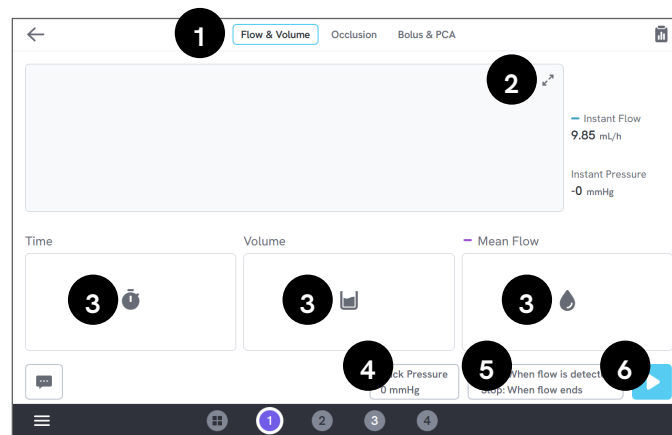 1 Flow & Volume Occlusion Bolus & PCA
2
Instant Flow
9.85 mL/h
Instant Pressure
-0 mmHg
Time Volume Mean Flow
3 3 3
4 5 6
Pressure When flow is
0 mmHg Stop: When flow ends
1 2 3 4